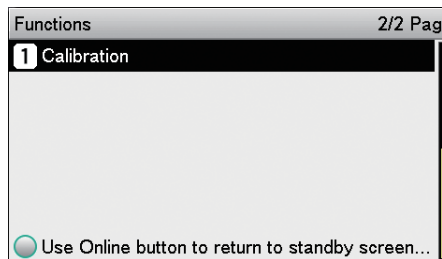 Functions 2/2 Pag
1 Calibration
Use Online button to return to standby screen...